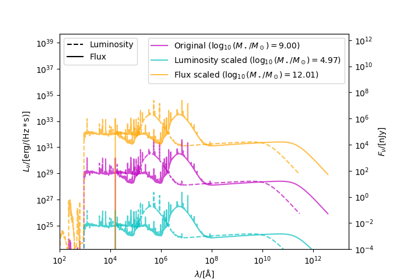 Luminosity
Flux
Original (log₁₀(M⋆/M⊙) = 9.00)
Luminosity scaled (log₁₀(M⋆/M⊙) = 4.97)
Flux scaled (log₁₀(M⋆/M⊙) = 12.01)
10³⁹
10³⁷
10³⁵
10³³
10³¹
10²⁹
10²⁷
10²⁵
Lν/[erg/(Hz*s)]
10¹²
10¹⁰
10⁸
10⁶
10⁴
10²
10⁰
10⁻²
10⁻⁴
Fν/[nJy]
10² 10⁴ 10⁶ 10⁸ 10¹⁰ 10¹²
λ/[Å]